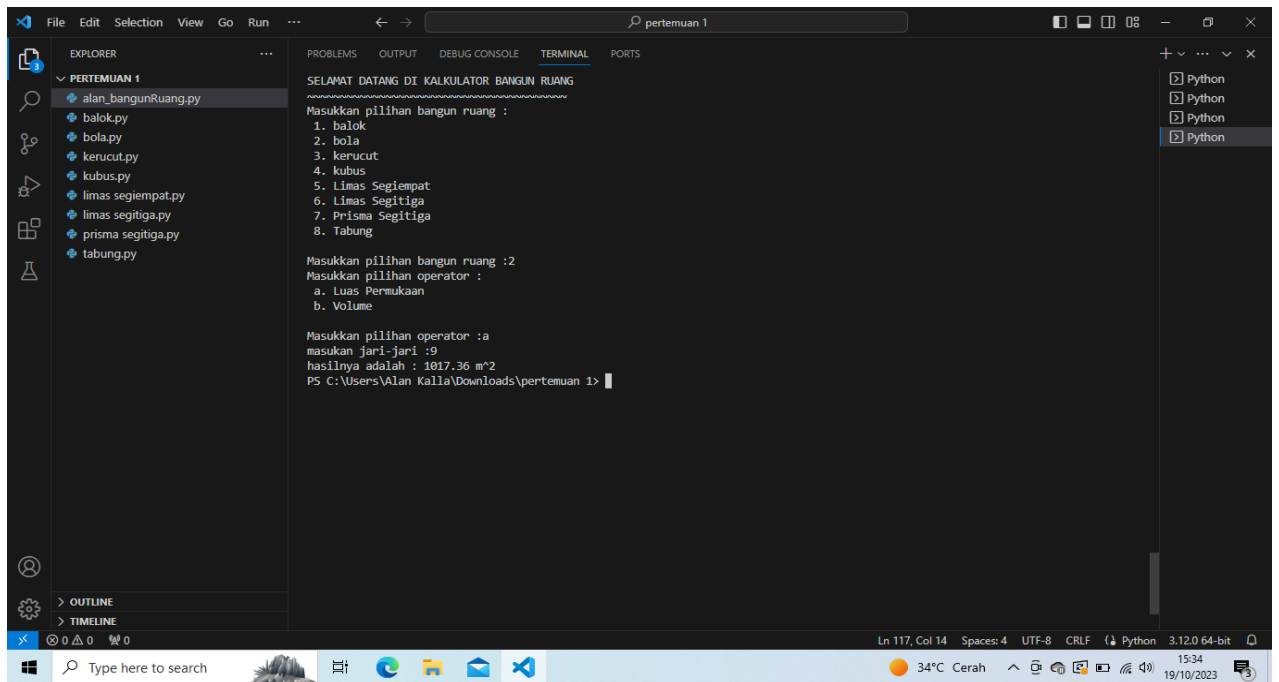 File Edit Selection View Go Run ···
pertemuan 1
EXPLORER ···
PERTEMUAN 1
alan_bangunRuang.py
balok.py
bola.py
kerucut.py
kubus.py
limas segiempat.py
limas segitiga.py
prisma segitiga.py
tabung.py
OUTLINE
TIMELINE
3
PROBLEMS OUTPUT DEBUG CONSOLE TERMINAL PORTS
SELAMAT DATANG DI KALKULATOR BANGUN RUANG
~~~~~~~~~~~~~~~~~~~~~~~~~~~~~~~~~~~~~~~~~
Masukkan pilihan bangun ruang :
1. balok
2. bola
3. kerucut
4. kubus
5. Limas Segiempat
6. Limas Segitiga
7. Prisma Segitiga
8. Tabung
Masukkan pilihan bangun ruang :2
Masukkan pilihan operator :
a. Luas Permukaan
b. Volume
Masukkan pilihan operator :a
masukan jari-jari :9
hasilnya adalah : 1017.36 m^2
PS C:\Users\Alan Kalla\Downloads\pertemuan 1>
Python
Python
Python
Python
0 0 0
Ln 117, Col 14 Spaces: 4 UTF-8 CRLF Python 3.12.0 64-bit
Type here to search
34°C Cerah
15:34
19/10/2023
3